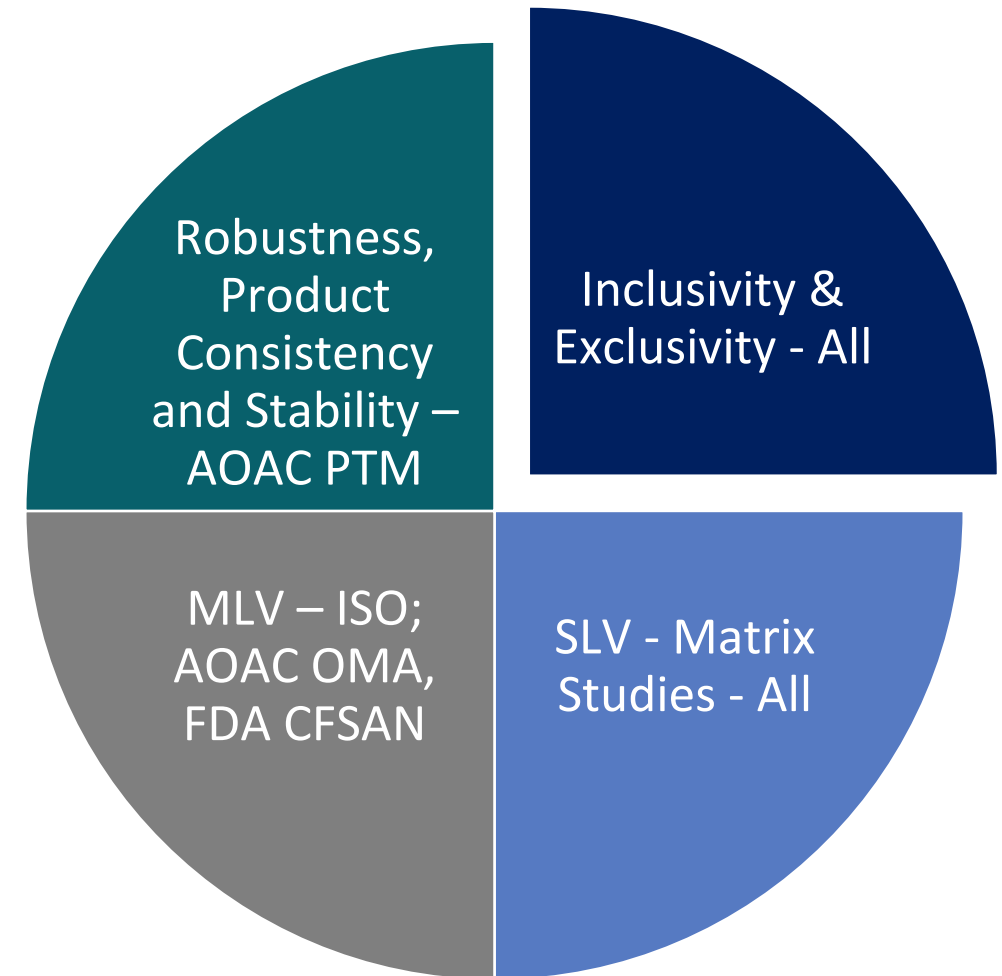 Robustness,
Product
Consistency
and Stability –
AOAC PTM
Inclusivity &
Exclusivity - All
MLV – ISO;
AOAC OMA,
FDA CFSAN
SLV - Matrix
Studies - All